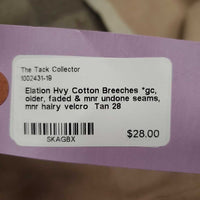 The Tack Collector
1002431-19
Elation Hvy Cotton Breeches *gc,
older, faded & mnr undone seams,
mnr hairy velcro Tan 28
$28.00
SKAGBX